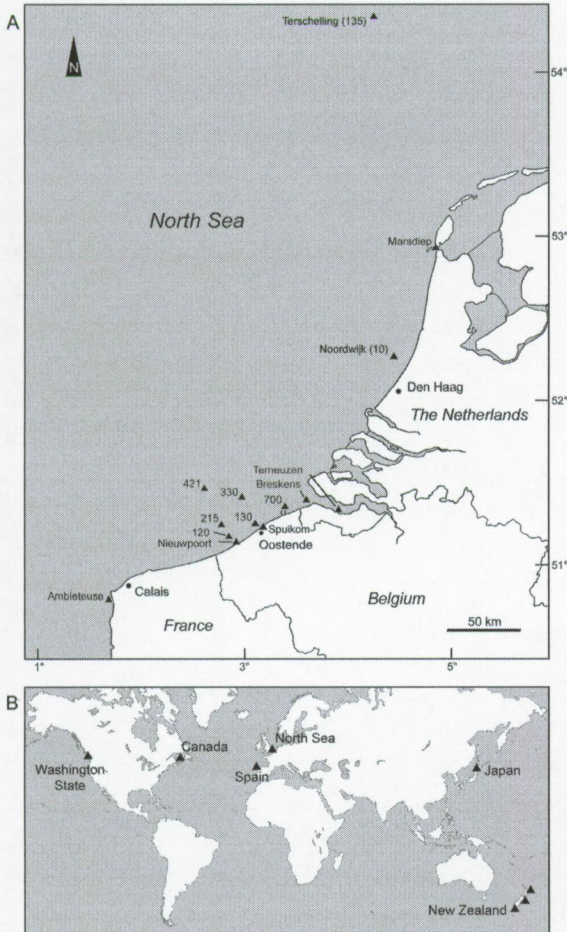 A
Terschelling (135)
N
54°
North Sea
Marsdiep
53°
Noordwijk (10)
Den Haag
52°
The Netherlands
Terneuzen
Breskens
421
330
700
215
130
Spuikom
120
Oostende
Nieuwpoort
51°
Ambleteuse
Calais
Belgium
France
50 km
1°
3°
5°
B
Canada
North Sea
Washington
State
Spain
Japan
New Zealand